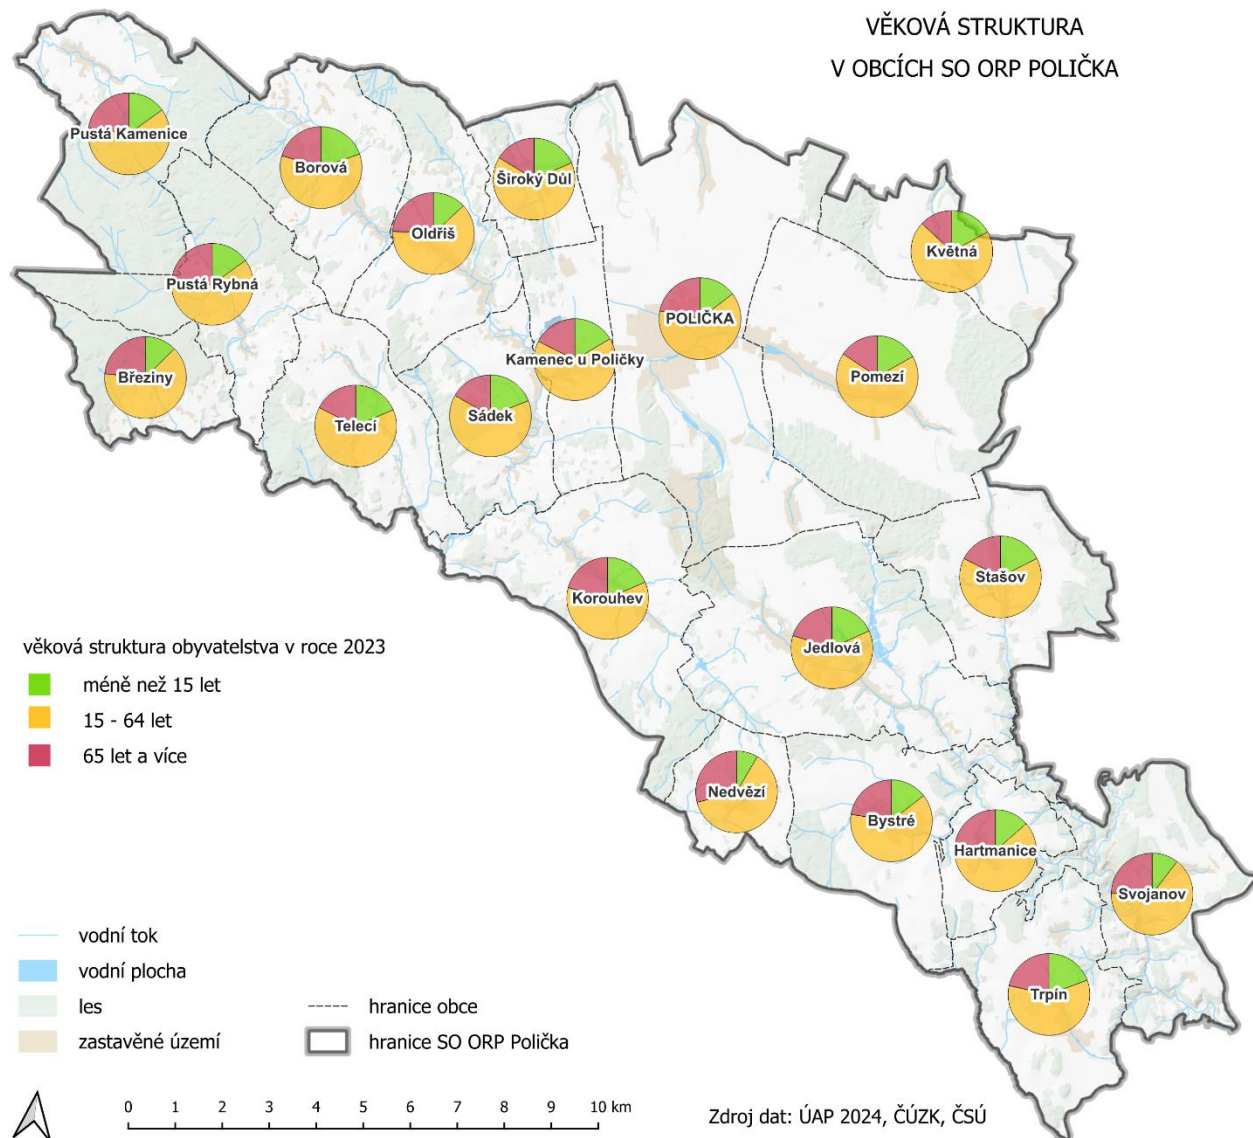 VĚKOVÁ STRUKTURA
V OBCÍCH SO ORP POLIČKA
Pustá Kamenice
Borová
Široký Důl
Oldřiš
Květná
Pustá Rybná
POLIČKA
Kamenec u Poličky
Březiny
Pomezí
Sádek
Telecí
Stašov
Korouhev
Jedlová
Nedvězí
Bystré
Hartmanice
Svojanov
Trpín
věková struktura obyvatelstva v roce 2023
méně než 15 let
15 - 64 let
65 let a více
vodní tok
vodní plocha
les
zastavěné území
hranice obce
hranice SO ORP Polička
0 1 2 3 4 5 6 7 8 9 10 km
Zdroj dat: ÚAP 2024, ČÚZK, ČSÚ